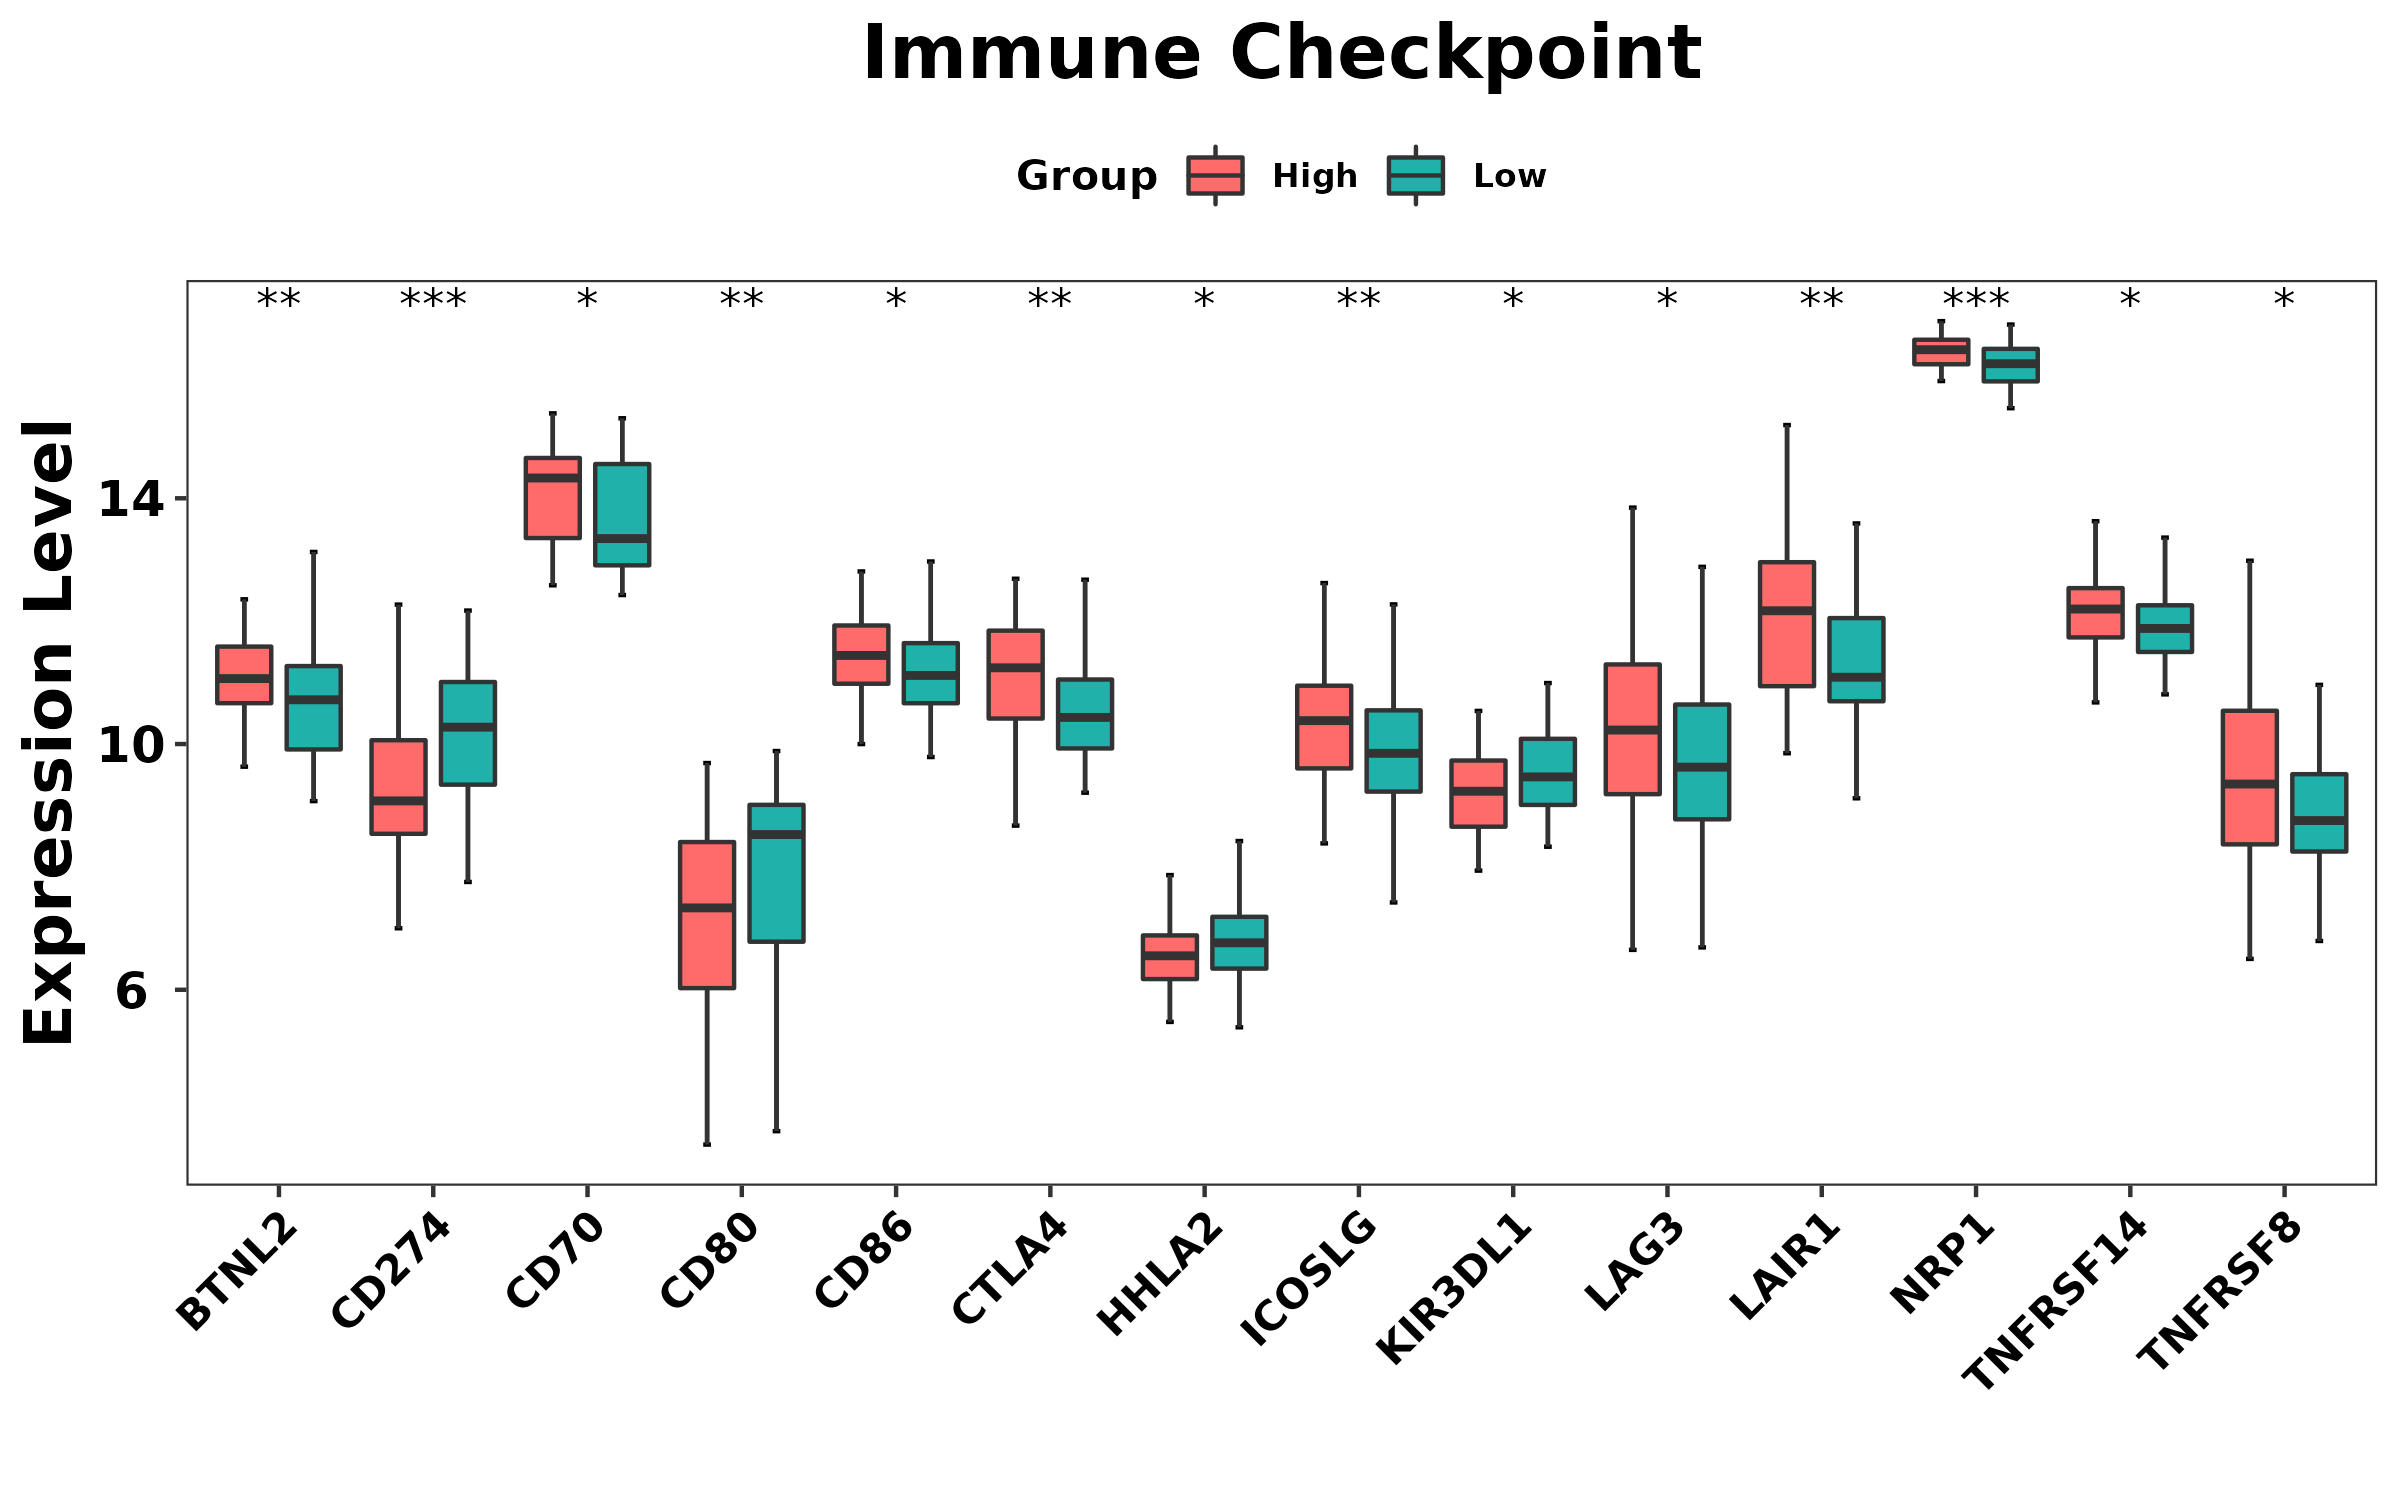 Immune Checkpoint
Group High Low
** *** * ** * ** * ** * * ** *** * *
Expression Level
14
10
6
BTNL2 CD274 CD70 CD80 CD86 CTLA4 HHLA2 ICOSLG KIR3DL1 LAG3 LAIR1 NRP1 TNFRSF14 TNFRSF8